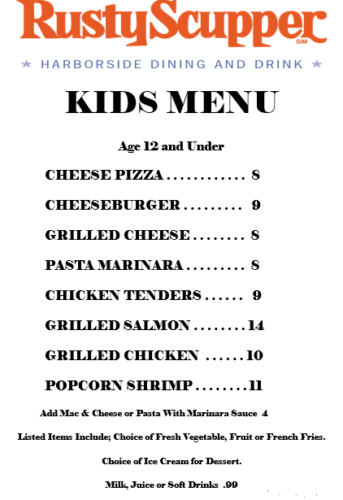 Rusty Scupper
SM
★ HARBORSIDE DINING AND DRINK ★
KIDS MENU
Age 12 and Under
CHEESE PIZZA ............ 8
CHEESEBURGER ......... 9
GRILLED CHEESE ........ 8
PASTA MARINARA ......... 8
CHICKEN TENDERS ...... 9
GRILLED SALMON ........ 14
GRILLED CHICKEN ...... 10
POPCORN SHRIMP ........ 11
Add Mac & Cheese or Pasta With Marinara Sauce 4
Listed Items Include; Choice of Fresh Vegetable, Fruit or French Fries.
Choice of Ice Cream for Dessert.
Milk, Juice or Soft Drinks .99